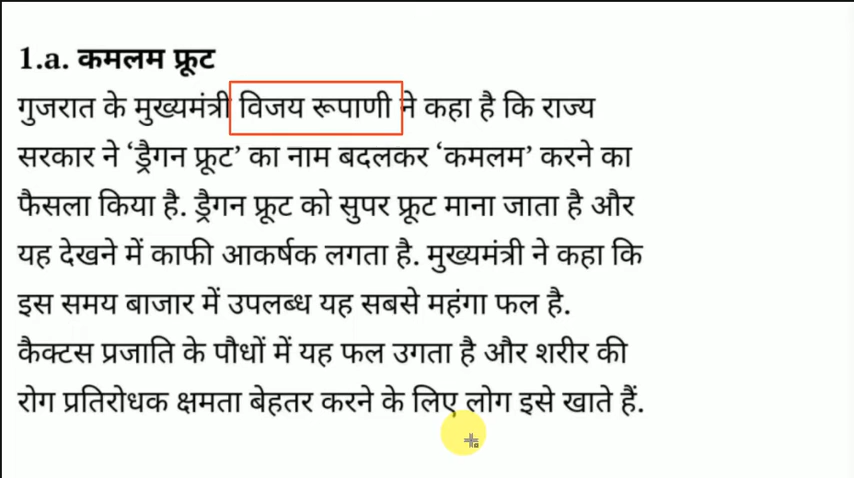 1.a. कमलम फ्रूट
गुजरात के मुख्यमंत्री विजय रूपाणी ने कहा है कि राज्य
सरकार ने ‘ड्रैगन फ्रूट’ का नाम बदलकर ‘कमलम’ करने का
फैसला किया है. ड्रैगन फ्रूट को सुपर फ्रूट माना जाता है और
यह देखने में काफी आकर्षक लगता है. मुख्यमंत्री ने कहा कि
इस समय बाजार में उपलब्ध यह सबसे महंगा फल है.
कैक्टस प्रजाति के पौधों में यह फल उगता है और शरीर की
रोग प्रतिरोधक क्षमता बेहतर करने के लिए लोग इसे खाते हैं.